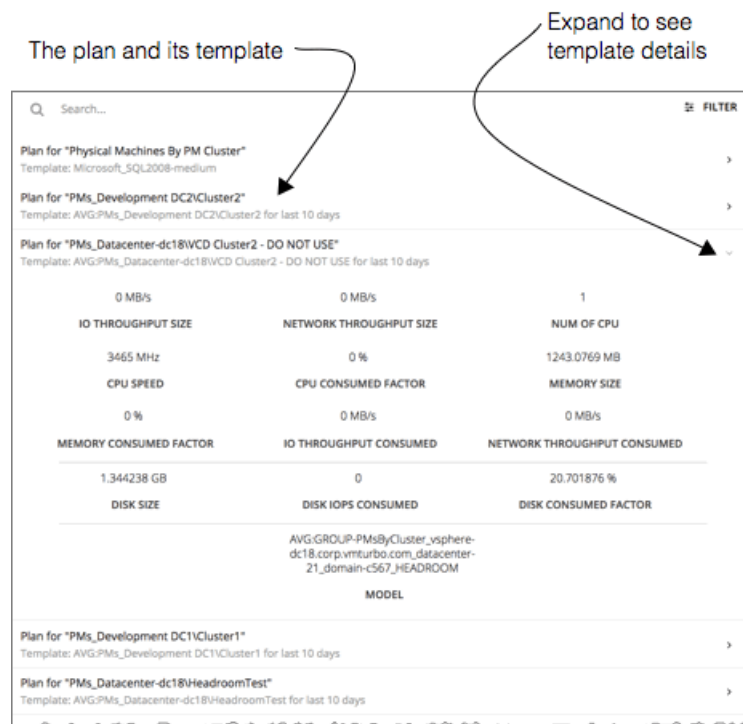 Expand to see
template details
The plan and its template
Search...
FILTER
Plan for "Physical Machines By PM Cluster"
Template: Microsoft_SQL2008-medium
Plan for "PMs_Development DC2\Cluster2"
Template: AVG:PMs_Development DC2\Cluster2 for last 10 days
Plan for "PMs_Datacenter-dc18\VCD Cluster2 - DO NOT USE"
Template: AVG:PMs_Datacenter-dc18\VCD Cluster2 - DO NOT USE for last 10 days
0 MB/s 0 MB/s 1
IO THROUGHPUT SIZE NETWORK THROUGHPUT SIZE NUM OF CPU
3465 MHz 0 % 1243.0769 MB
CPU SPEED CPU CONSUMED FACTOR MEMORY SIZE
0 % 0 MB/s 0 MB/s
MEMORY CONSUMED FACTOR IO THROUGHPUT CONSUMED NETWORK THROUGHPUT CONSUMED
1.344238 GB 0 20.701876 %
DISK SIZE DISK IOPS CONSUMED DISK CONSUMED FACTOR
AVG:GROUP-PMsByCluster_vsphere-
dc18.corp.vmturbo.com_datacenter-
21_domain-c567_HEADROOM
MODEL
Plan for "PMs_Development DC1\Cluster1"
Template: AVG:PMs_Development DC1\Cluster1 for last 10 days
Plan for "PMs_Datacenter-dc18\HeadroomTest"
Template: AVG:PMs_Datacenter-dc18\HeadroomTest for last 10 days